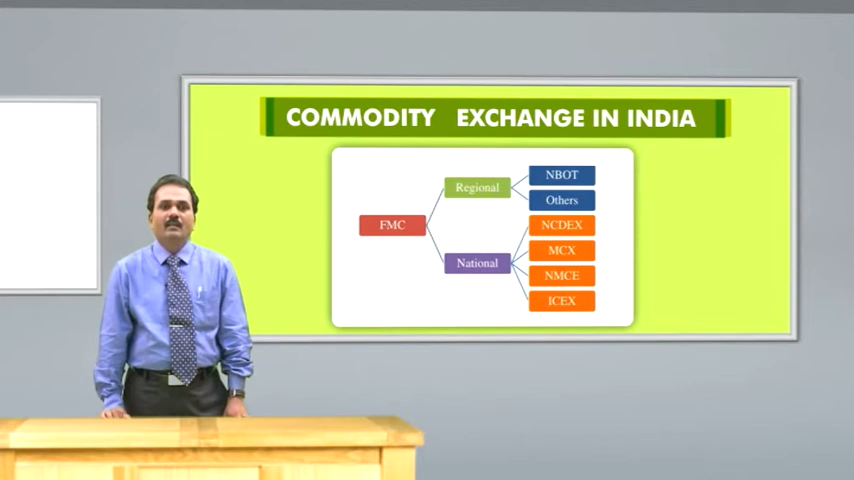 COMMODITY EXCHANGE IN INDIA
FMC
Regional
NBOT
Others
National
NCDEX
MCX
NMCE
ICEX